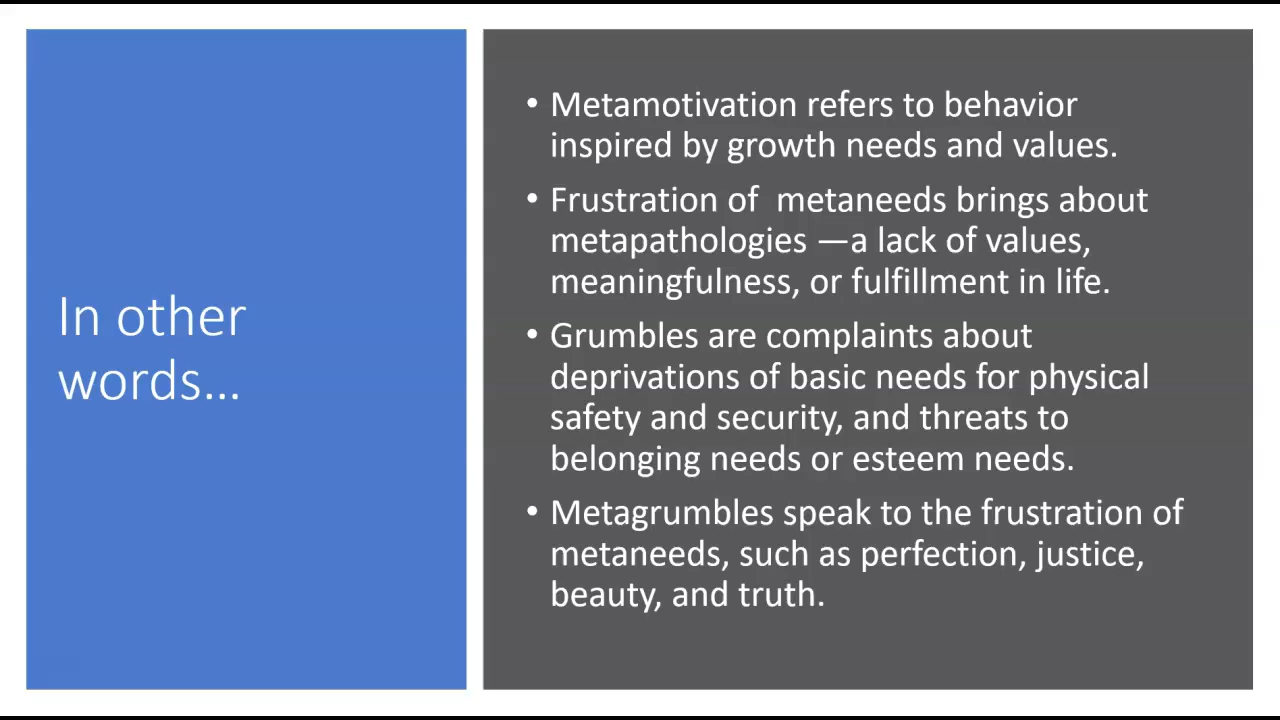 In other
words...
• Metamotivation refers to behavior
inspired by growth needs and values.
• Frustration of  metaneeds brings about
metapathologies —a lack of values,
meaningfulness, or fulfillment in life.
• Grumbles are complaints about
deprivations of basic needs for physical
safety and security, and threats to
belonging needs or esteem needs.
• Metagrumbles speak to the frustration of
metaneeds, such as perfection, justice,
beauty, and truth.